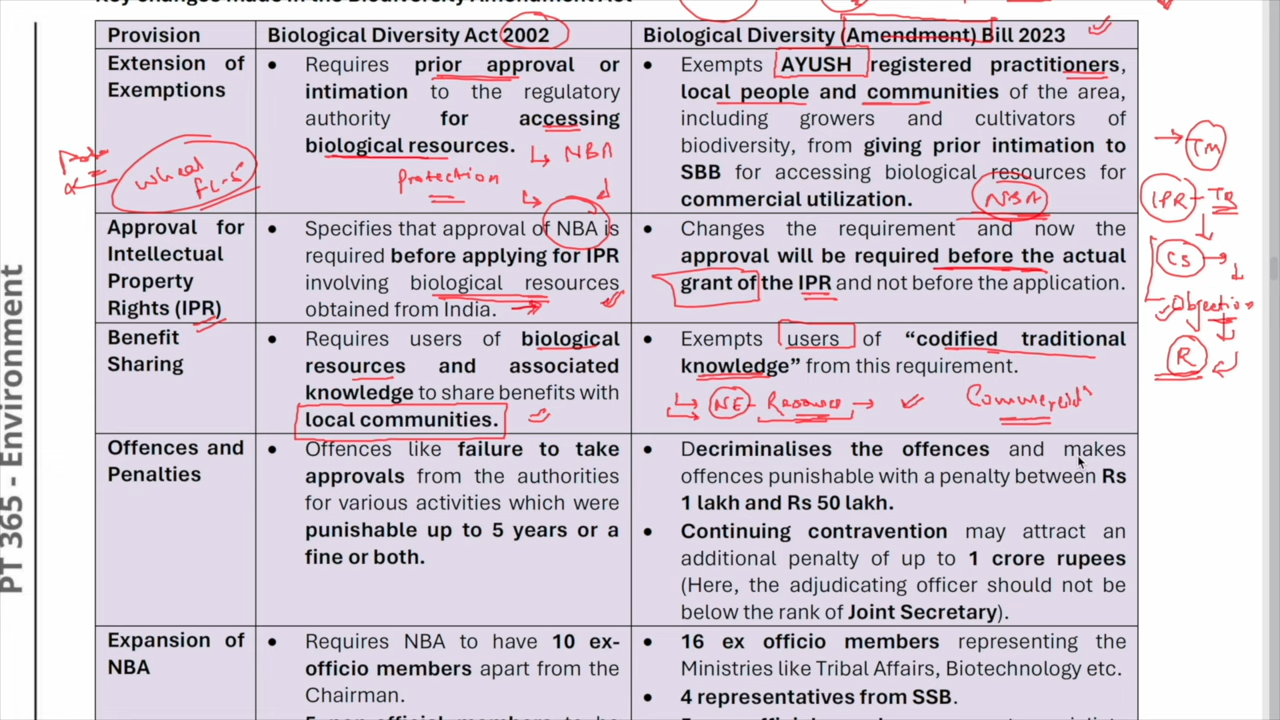 Key changes made in the Biodiversity Amendment Act
Provision
Biological Diversity Act 2002
Biological Diversity (Amendment) Bill 2023
Extension of
Exemptions
• Requires prior approval or
intimation to the regulatory
authority for accessing
biological resources.
NBA
Protection
Wheat
FL-5
• Exempts AYUSH registered practitioners,
local people and communities of the area,
including growers and cultivators of
biodiversity, from giving prior intimation to
SBB for accessing biological resources for
commercial utilization.
NBA
Approval for
Intellectual
Property
Rights (IPR)
• Specifies that approval of NBA is
required before applying for IPR
involving biological resources
obtained from India.
• Changes the requirement and now the
approval will be required before the actual
grant of the IPR and not before the application.
Benefit
Sharing
• Requires users of biological
resources and associated
knowledge to share benefits with
local communities.
• Exempts users of “codified traditional
knowledge” from this requirement.
NE - Resource
Offences and
Penalties
• Offences like failure to take
approvals from the authorities
for various activities which were
punishable up to 5 years or a
fine or both.
• Decriminalises the offences and makes
offences punishable with a penalty between Rs
1 lakh and Rs 50 lakh.
• Continuing contravention may attract an
additional penalty of up to 1 crore rupees
(Here, the adjudicating officer should not be
below the rank of Joint Secretary).
Expansion of
NBA
• Requires NBA to have 10 ex-
officio members apart from the
Chairman.
• 16 ex officio members representing the
Ministries like Tribal Affairs, Biotechnology etc.
• 4 representatives from SSB.
TM
IPR - TR
CS
Objection
R
PT 365 - Environment